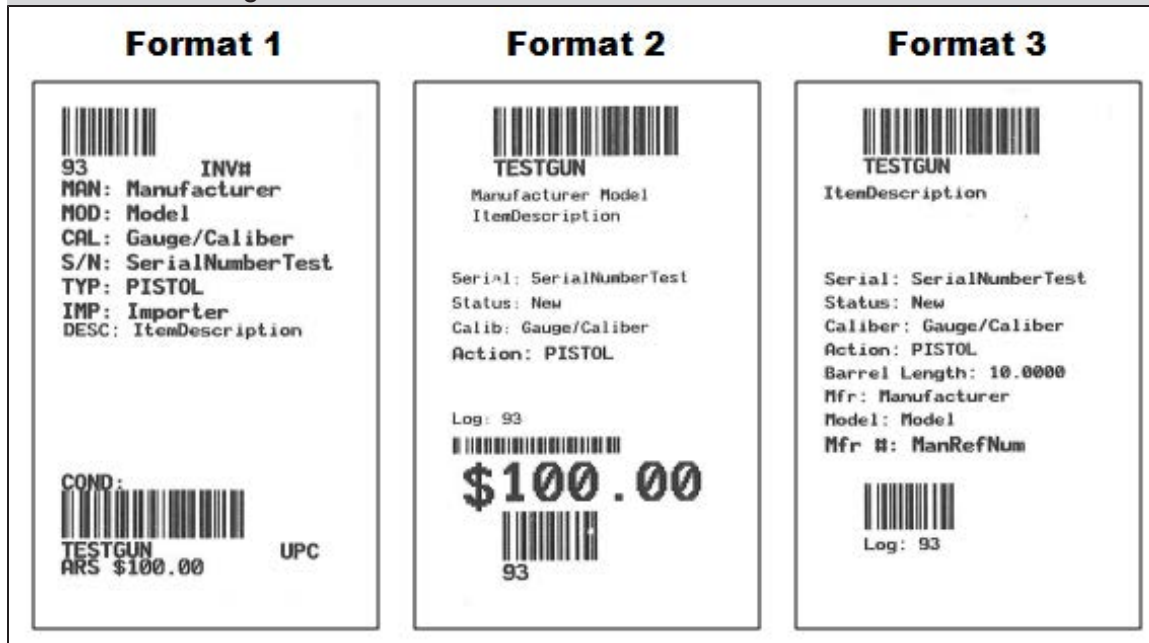 Format 1
93 INV#
MAN: Manufacturer
MOD: Model
CAL: Gauge/Caliber
S/N: SerialNumberTest
TYP: PISTOL
IMP: Importer
DESC: ItemDescription
COND:
TESTGUN UPC
ARS $100.00
Format 2
TESTGUN
Manufacturer Model
ItemDescription
Serial: SerialNumberTest
Status: New
Calib: Gauge/Caliber
Action: PISTOL
Log: 93
$100.00
93
Format 3
TESTGUN
ItemDescription
Serial: SerialNumberTest
Status: New
Caliber: Gauge/Caliber
Action: PISTOL
Barrel Length: 10.0000
Mfr: Manufacturer
Model: Model
Mfr #: ManRefNum
Log: 93